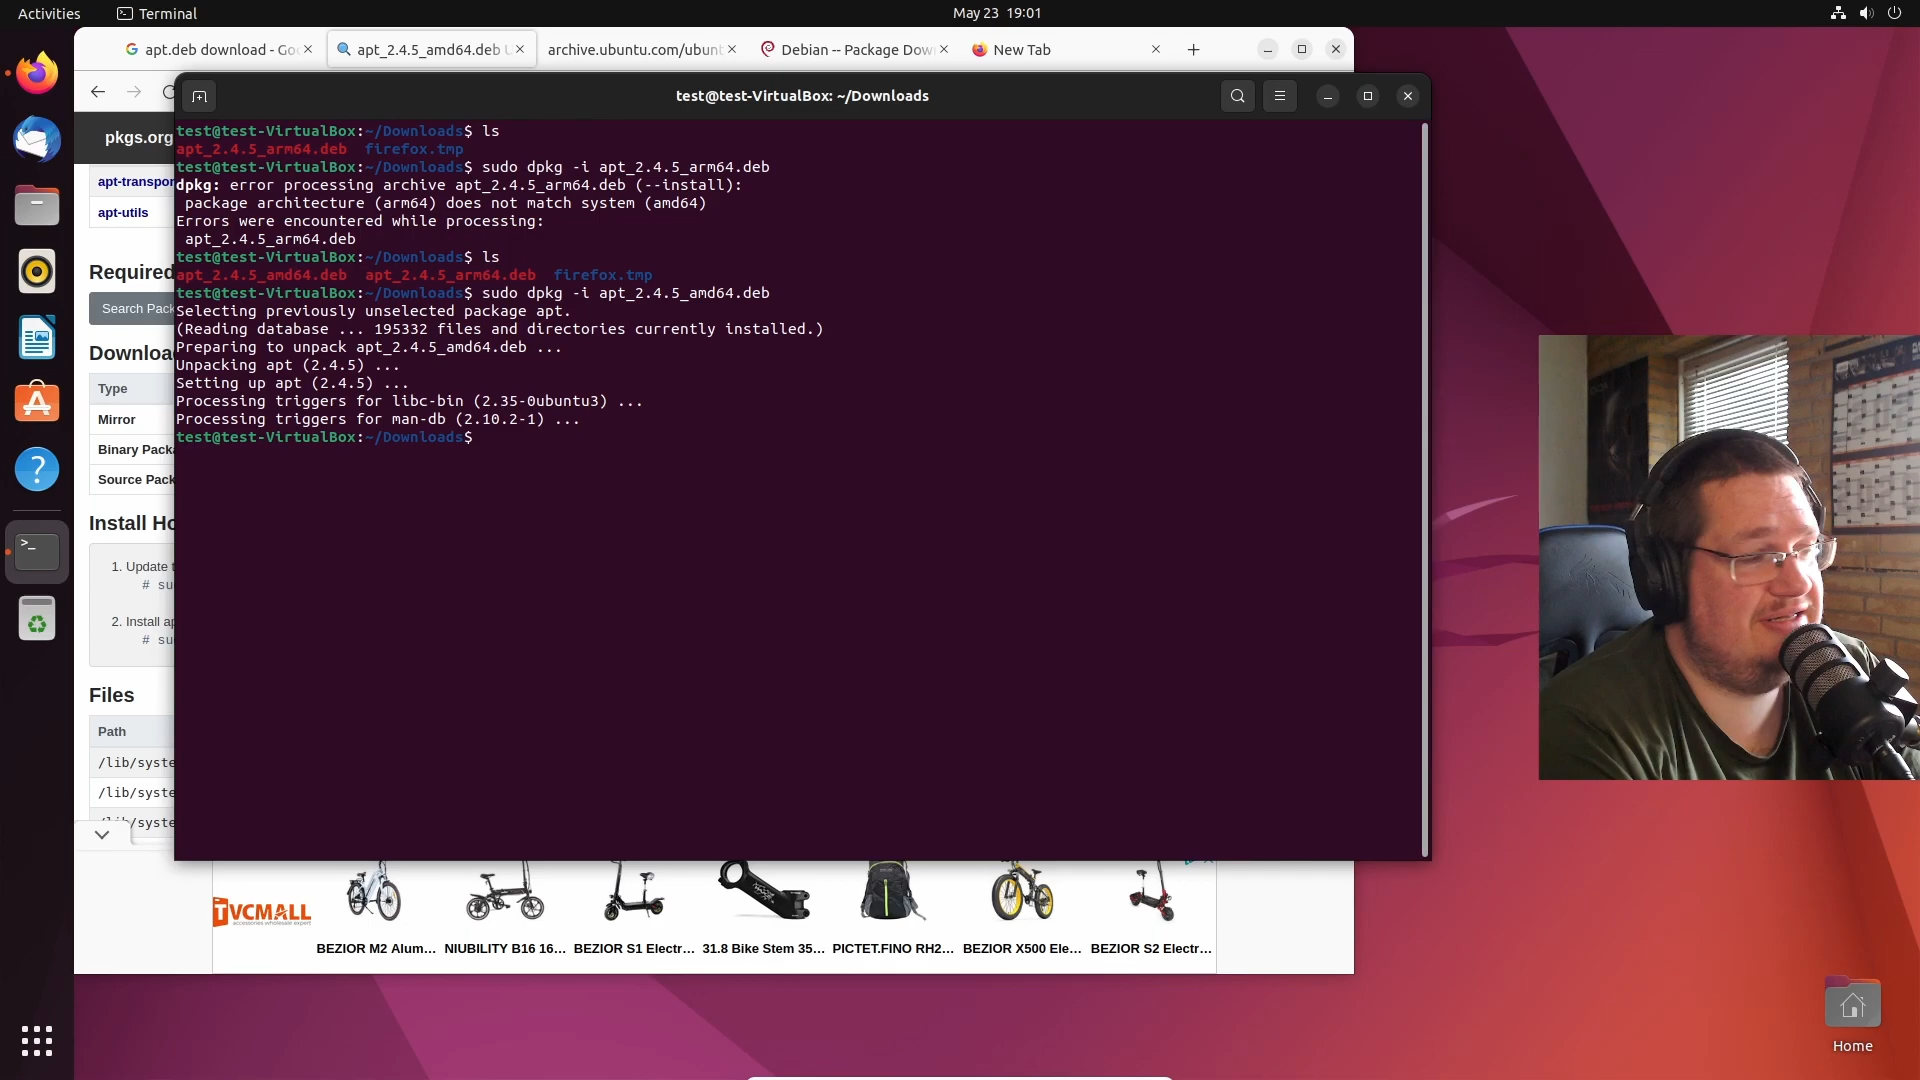 Activities
Terminal
May 23 19:01
apt.deb download - Goo
apt_2.4.5_amd64.deb U
archive.ubuntu.com/ubunt
Debian -- Package Dow
New Tab
test@test-VirtualBox: ~/Downloads
pkgs.org
apt-transpor
apt-utils
Required
Search Pack
Downloa
Type
Mirror
Binary Packa
Source Pack
Install Ho
1. Update t
# su
2. Install ap
# su
Files
Path
/lib/syste
/lib/syste
/lib/syste
test@test-VirtualBox:~/Downloads$ ls
apt_2.4.5_arm64.deb firefox.tmp
test@test-VirtualBox:~/Downloads$ sudo dpkg -i apt_2.4.5_arm64.deb
dpkg: error processing archive apt_2.4.5_arm64.deb (--install):
package architecture (arm64) does not match system (amd64)
Errors were encountered while processing:
apt_2.4.5_arm64.deb
test@test-VirtualBox:~/Downloads$ ls
apt_2.4.5_amd64.deb apt_2.4.5_arm64.deb firefox.tmp
test@test-VirtualBox:~/Downloads$ sudo dpkg -i apt_2.4.5_amd64.deb
Selecting previously unselected package apt.
(Reading database ... 195332 files and directories currently installed.)
Preparing to unpack apt_2.4.5_amd64.deb ...
Unpacking apt (2.4.5) ...
Setting up apt (2.4.5) ...
Processing triggers for libc-bin (2.35-0ubuntu3) ...
Processing triggers for man-db (2.10.2-1) ...
test@test-VirtualBox:~/Downloads$
TVCMALL
accessories wholesale expert
BEZIOR M2 Alum...
NIUBILITY B16 16...
BEZIOR S1 Electr...
31.8 Bike Stem 35...
PICTET.FINO RH2...
BEZIOR X500 Ele...
BEZIOR S2 Electr...
Home